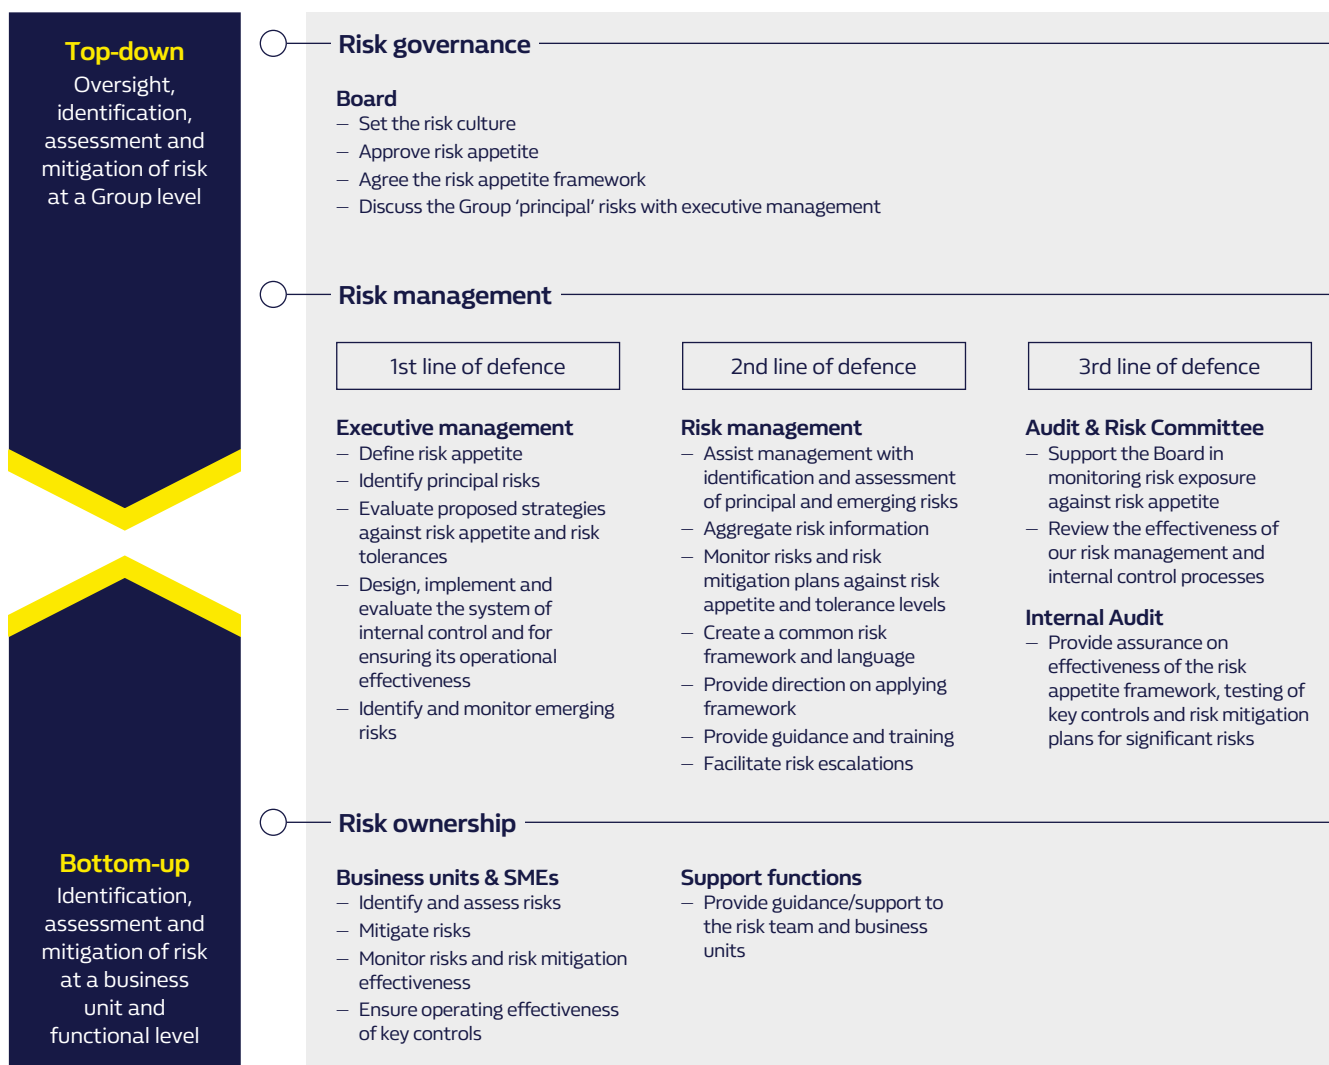 Top-down
Oversight,
identification,
assessment and
mitigation of risk
at a Group level
Risk governance
Board
– Set the risk culture
– Approve risk appetite
– Agree the risk appetite framework
– Discuss the Group ‘principal’ risks with executive management
Risk management
1st line of defence
Executive management
– Define risk appetite
– Identify principal risks
– Evaluate proposed strategies
against risk appetite and risk
tolerances
– Design, implement and
evaluate the system of
internal control and for
ensuring its operational
effectiveness
– Identify and monitor emerging
risks
2nd line of defence
Risk management
– Assist management with
identification and assessment
of principal and emerging risks
– Aggregate risk information
– Monitor risks and risk
mitigation plans against risk
appetite and tolerance levels
– Create a common risk
framework and language
– Provide direction on applying
framework
– Provide guidance and training
– Facilitate risk escalations
3rd line of defence
Audit & Risk Committee
– Support the Board in
monitoring risk exposure
against risk appetite
– Review the effectiveness of
our risk management and
internal control processes
Internal Audit
– Provide assurance on
effectiveness of the risk
appetite framework, testing of
key controls and risk mitigation
plans for significant risks
Bottom-up
Identification,
assessment and
mitigation of risk
at a business
unit and
functional level
Risk ownership
Business units & SMEs
– Identify and assess risks
– Mitigate risks
– Monitor risks and risk mitigation
effectiveness
– Ensure operating effectiveness
of key controls
Support functions
– Provide guidance/support to
the risk team and business
units